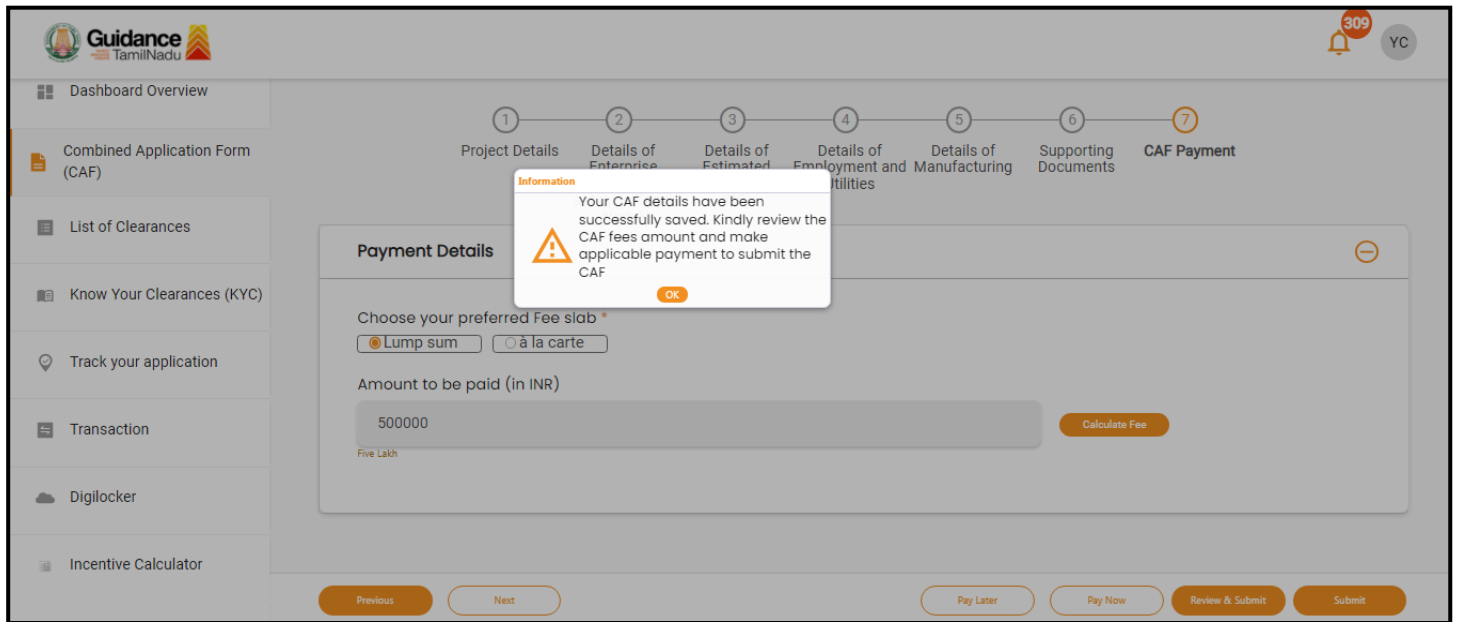 Guidance
TamilNadu
309
YC
Dashboard Overview
Combined Application Form
(CAF)
List of Clearances
Know Your Clearances (KYC)
Track your application
Transaction
Digilocker
Incentive Calculator
1 2 3 4 5 6 7
Project Details Details of Details of Details of Details of Supporting CAF Payment
Enterprise Estimated Employment and Manufacturing Documents
Utilities
Information
Your CAF details have been
successfully saved. Kindly review the
CAF fees amount and make
applicable payment to submit the
CAF
OK
Payment Details
Choose your preferred Fee slab *
Lump sum à la carte
Amount to be paid (in INR)
500000
Calculate Fee
Five Lakh
Previous Next Pay Later Pay Now Review & Submit Submit